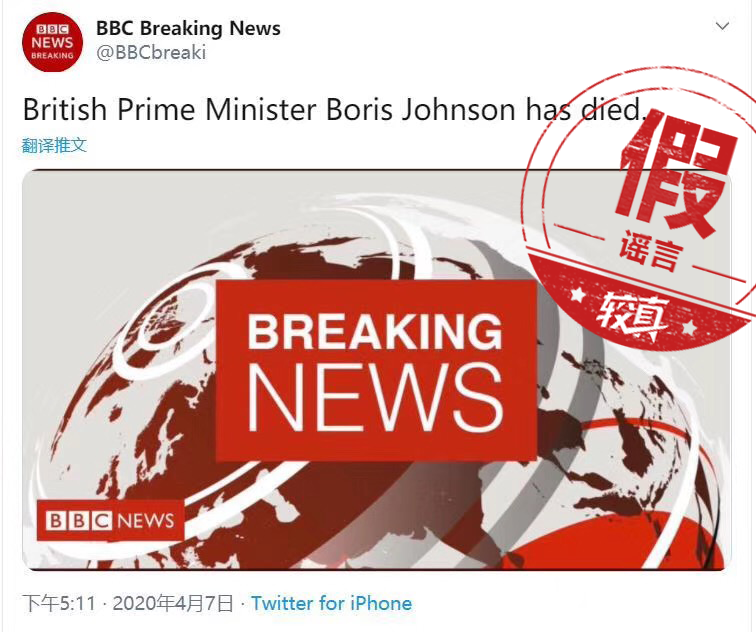 BBC
NEWS
BREAKING
BBC Breaking News
@BBCbreaki
British Prime Minister Boris Johnson has died.
翻译推文
假
谣言
较真
BREAKING
NEWS
BBC NEWS
下午5:11 · 2020年4月7日 · Twitter for iPhone